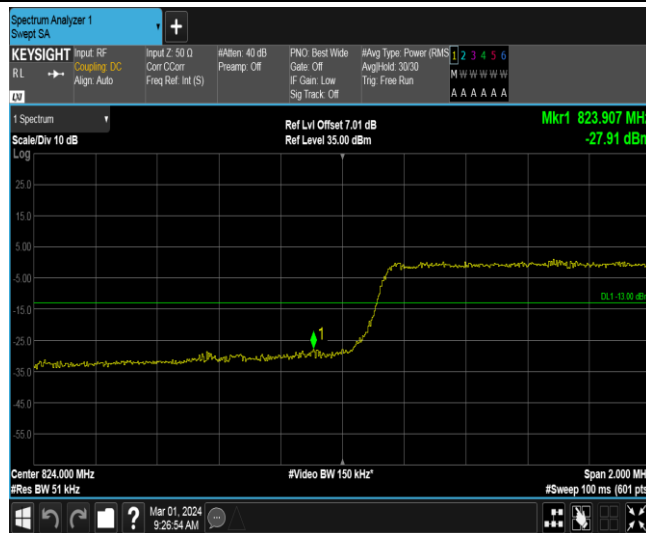 Spectrum Analyzer 1
Swept SA
KEYSIGHT
RL
Input: RF
Coupling: DC
Align: Auto
Input Z: 50 Ω
Corr CCorr
Freq Ref: Int (S)
#Atten: 40 dB
Preamp: Off
PNO: Best Wide
Gate: Off
IF Gain: Low
Sig Track: Off
#Avg Type: Power (RMS
Avg|Hold: 30/30
Trig: Free Run
1 2 3 4 5 6
M W W W W W
A A A A A A
1 Spectrum
Scale/Div 10 dB
Log
Ref Lvl Offset 7.01 dB
Ref Level 35.00 dBm
Mkr1 823.907 MHz
-27.91 dBm
25.0
15.0
5.00
-5.00
DL1 -13.00 dBm
-15.0
1
-25.0
-35.0
-45.0
-55.0
Center 824.000 MHz
#Res BW 51 kHz
#Video BW 150 kHz*
Span 2.000 MHz
#Sweep 100 ms (601 pts)
?
Mar 01, 2024
9:26:54 AM